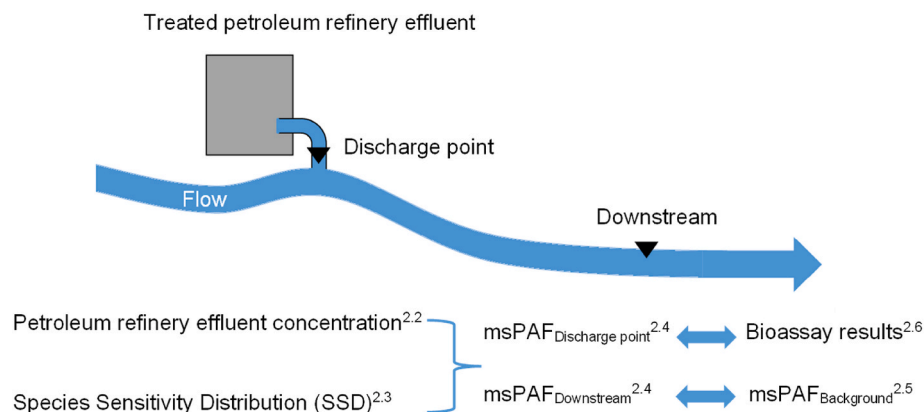 Treated petroleum refinery effluent
Discharge point
Flow
Downstream
Petroleum refinery effluent concentration2.2
msPAFDischarge point2.4
Bioassay results2.6
Species Sensitivity Distribution (SSD)2.3
msPAFDownstream2.4
msPAFBackground2.5